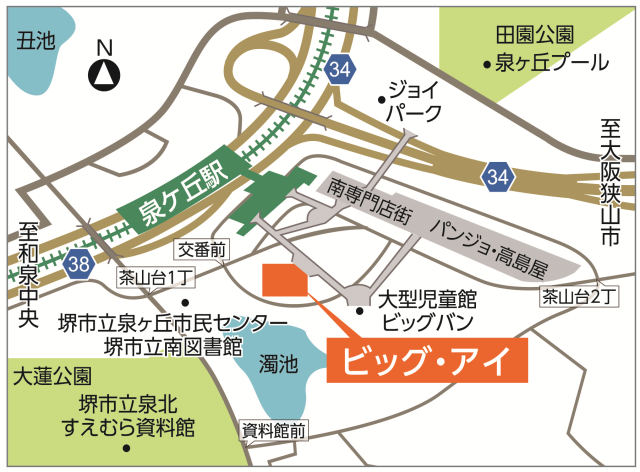 丑池
N
34
田園公園
泉ヶ丘プール
ジョイ
パーク
至大阪狭山市
34
泉ケ丘駅
南専門店街
パンジョ・高島屋
至和泉中央
38
交番前
茶山台1丁
茶山台2丁
大型児童館
ビッグバン
堺市立泉ヶ丘市民センター
堺市立南図書館
濁池
ビッグ・アイ
大蓮公園
堺市立泉北
すえむら資料館
資料館前